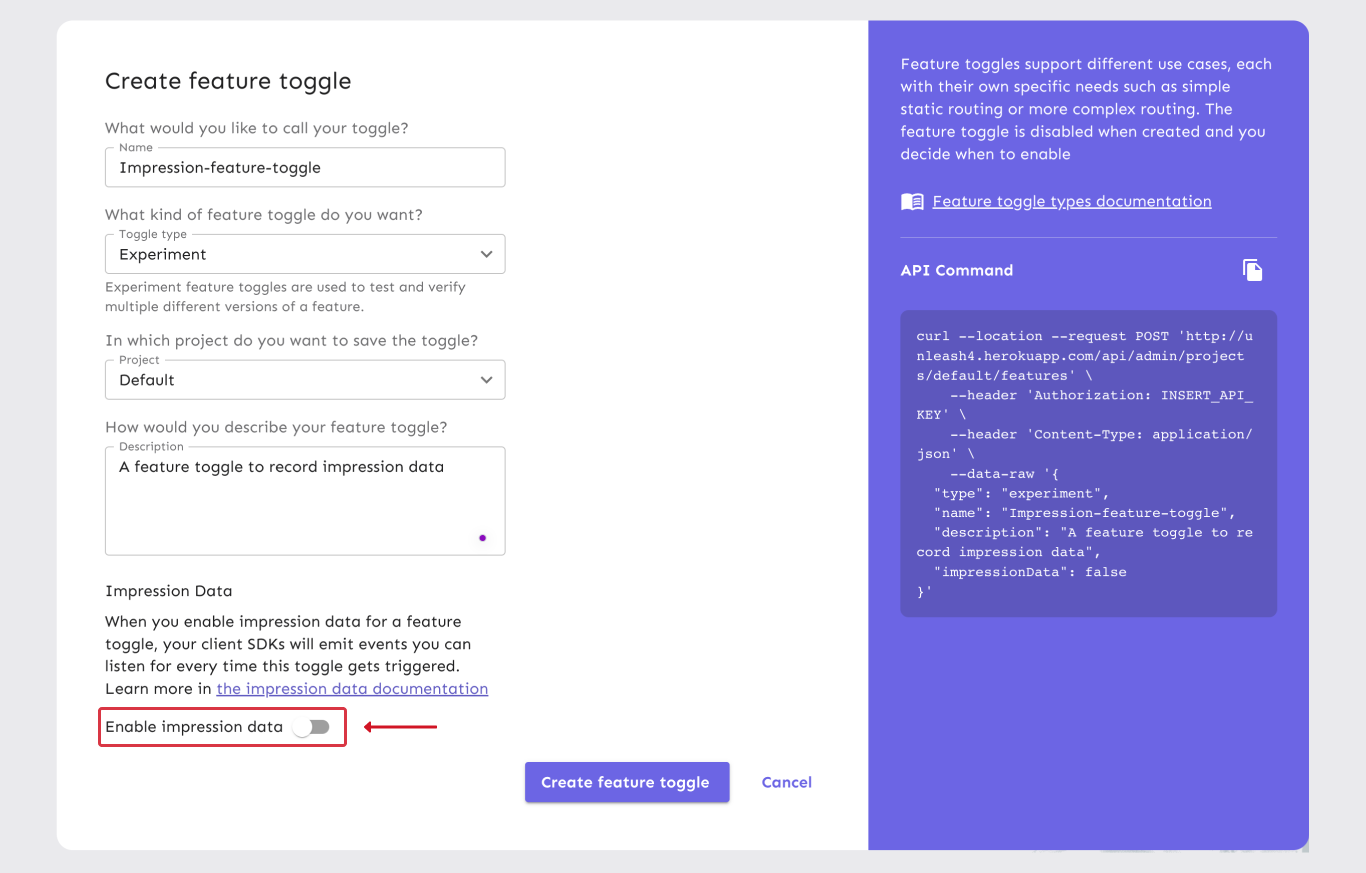 Create feature toggle
What would you like to call your toggle?
Name
Impression-feature-toggle
What kind of feature toggle do you want?
Toggle type
Experiment
Experiment feature toggles are used to test and verify
multiple different versions of a feature.
In which project do you want to save the toggle?
Project
Default
How would you describe your feature toggle?
Description
A feature toggle to record impression data
Impression Data
When you enable impression data for a feature
toggle, your client SDKs will emit events you can
listen for every time this toggle gets triggered.
Learn more in the impression data documentation
Enable impression data
Create feature toggle
Cancel
Feature toggles support different use cases, each
with their own specific needs such as simple
static routing or more complex routing. The
feature toggle is disabled when created and you
decide when to enable
Feature toggle types documentation
API Command
curl --location --request POST 'http://u
nleash4.herokuapp.com/api/admin/project
s/default/features' \
    --header 'Authorization: INSERT_API_
KEY' \
    --header 'Content-Type: application/
json' \
    --data-raw '{
  "type": "experiment",
  "name": "Impression-feature-toggle",
  "description": "A feature toggle to re
cord impression data",
  "impressionData": false
}'